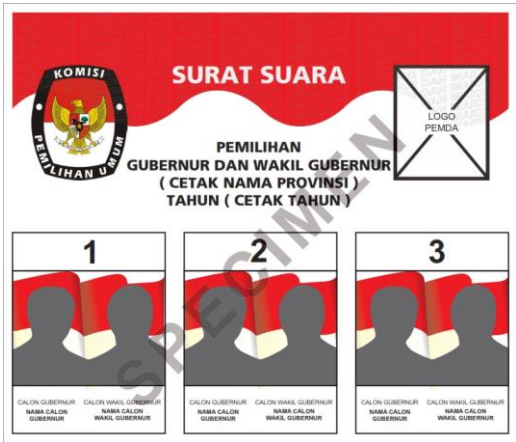 KOMISI
PEMILIHAN UMUM
SURAT SUARA
LOGO
PEMDA
PEMILIHAN
GUBERNUR DAN WAKIL GUBERNUR
( CETAK NAMA PROVINSI )
TAHUN ( CETAK TAHUN )
SPECIMEN
1
2
3
CALON GUBERNUR CALON WAKIL GUBERNUR
NAMA CALON GUBERNUR NAMA CALON WAKIL GUBERNUR
CALON GUBERNUR CALON WAKIL GUBERNUR
NAMA CALON GUBERNUR NAMA CALON WAKIL GUBERNUR
CALON GUBERNUR CALON WAKIL GUBERNUR
NAMA CALON GUBERNUR NAMA CALON WAKIL GUBERNUR